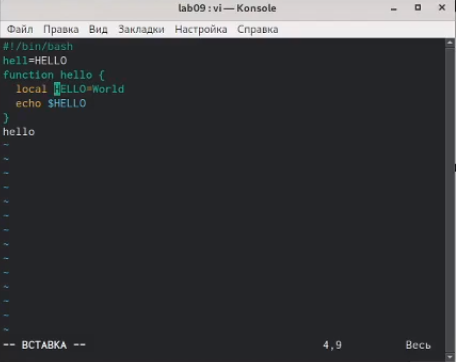 lab09 : vi — Konsole
Файл Правка Вид Закладки Настройка Справка
#!/bin/bash
hell=HELLO
function hello {
  local HELLO=World
  echo $HELLO
}
hello
~
~
~
~
~
~
~
~
~
~
~
~
~
~
-- ВСТАВКА -- 4,9 Весь